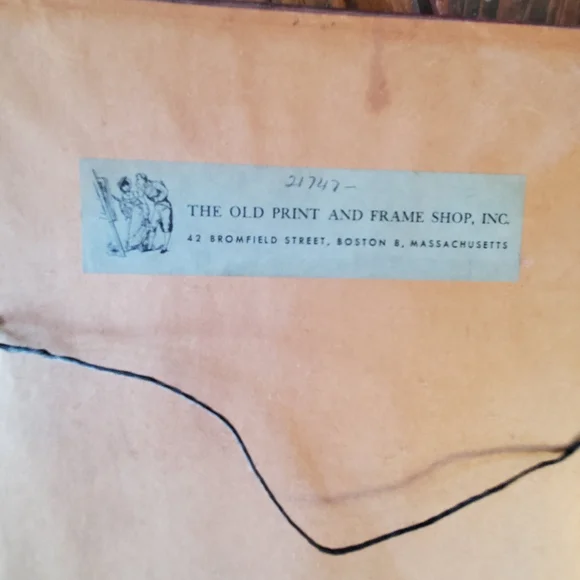 21747-
THE OLD PRINT AND FRAME SHOP, INC.
42 BROMFIELD STREET, BOSTON 8, MASSACHUSETTS